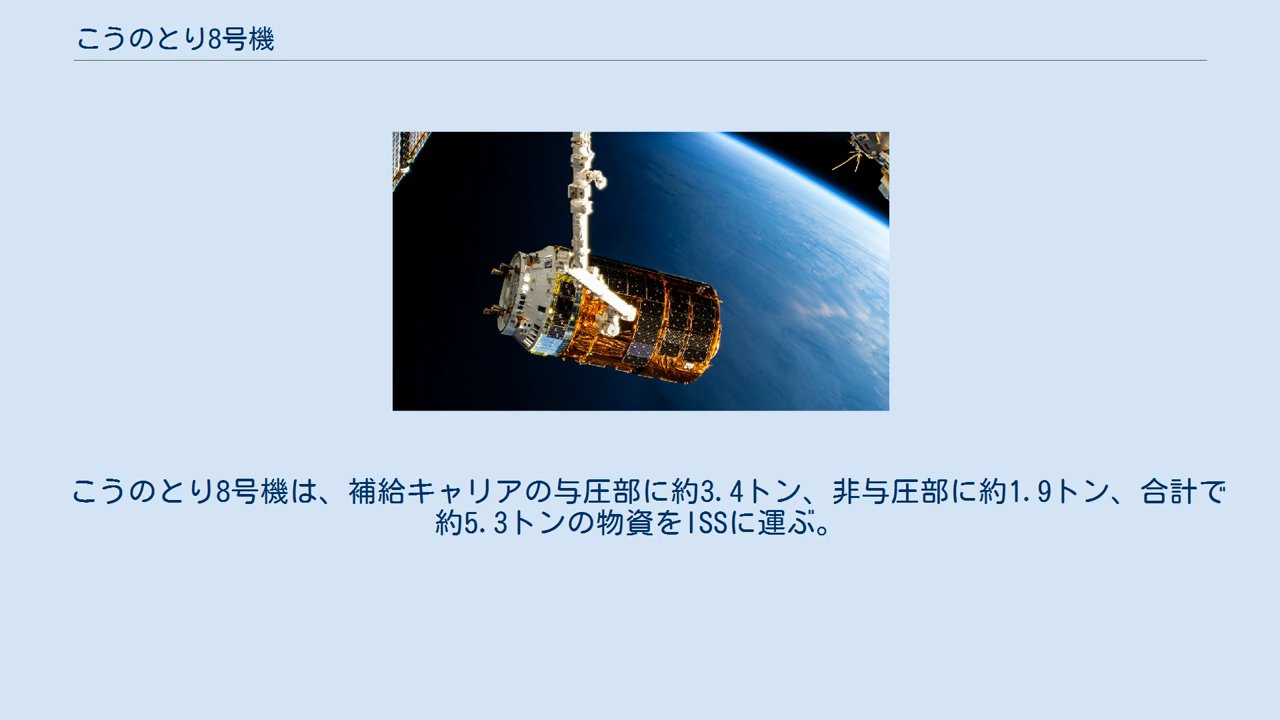 こうのとり8号機
こうのとり8号機は、補給キャリアの与圧部に約3.4トン、非与圧部に約1.9トン、合計で
約5.3トンの物資をISSに運ぶ。